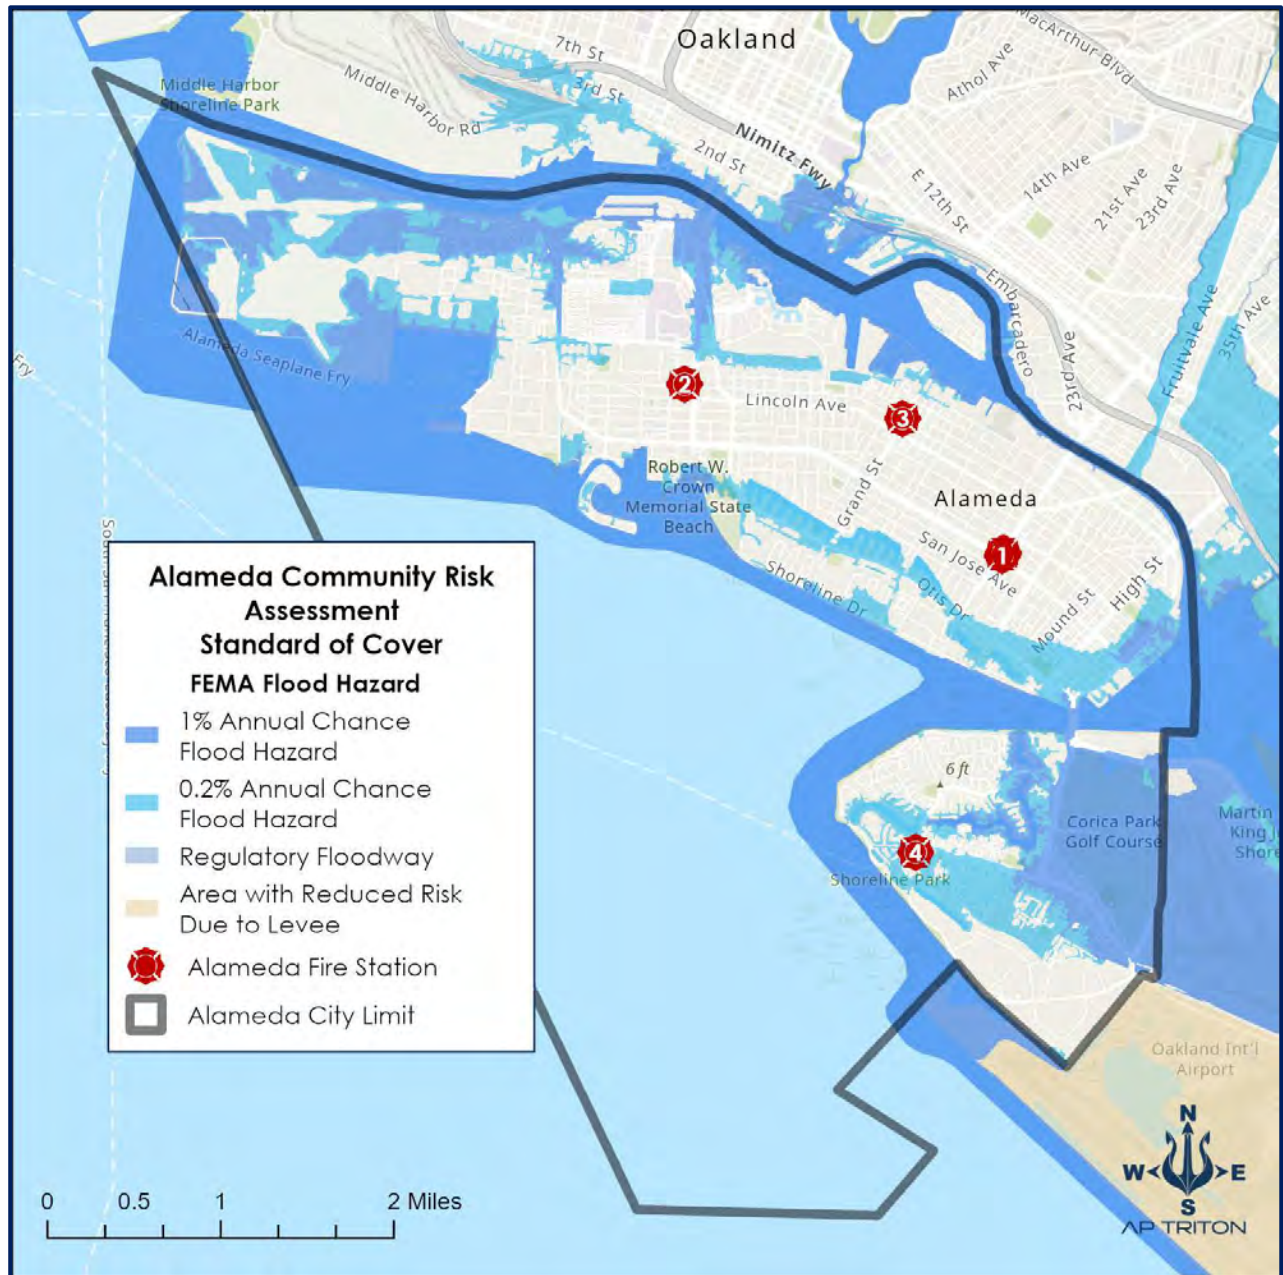 Oakland
MacArthur-Blvd
7th St
Athol Ave
Middle Harbor
Shoreline Park
Middle Harbor Rd
3rd St
Nimitz Fwy
2nd St
E 12th St
14th Ave
21st Ave
23rd Ave
Embarcadero
23rd Ave
Fruitvale Ave
35th Ave
Alameda Seaplane Fry
Fry
2
Lincoln Ave
3
Robert W.
Crown
Memorial State
Beach
Grand St
Alameda
San Jose Ave
1
Shoreline Dr
Otis Dr
Mound St
High St
Alameda Community Risk
Assessment
Standard of Cover
FEMA Flood Hazard
1% Annual Chance
Flood Hazard
0.2% Annual Chance
Flood Hazard
Regulatory Floodway
Area with Reduced Risk
Due to Levee
Alameda Fire Station
Alameda City Limit
6 ft
Corica Park
Golf Course
Martin
King J
Shore
4
Shoreline Park
Oakland Int'l
Airport
N
W E
S
AP TRITON
0 0.5 1 2 Miles